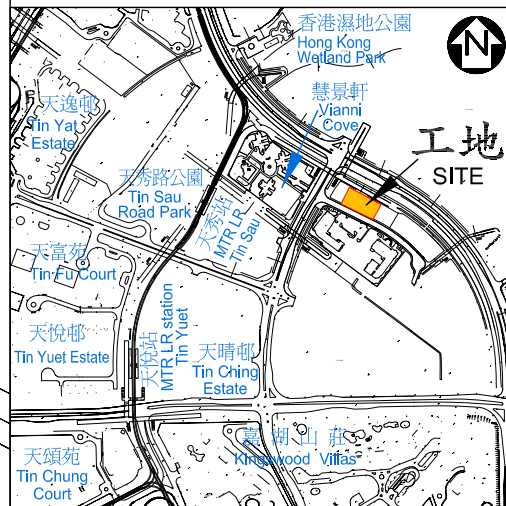 香港濕地公園
Hong Kong
Wetland Park
N
慧景軒
Vianni
Cove
工地
SITE
天逸邨
Tin Yat
Estate
天秀路公園
Tin Sau
Road Park
天秀站
MTR LR
Tin Sau
天富苑
Tin Fu Court
天悅邨
Tin Yuet Estate
天悅站
MTR LR station
Tin Yuet
天晴邨
Tin Ching
Estate
嘉湖山莊
Kingswood Villas
天頌苑
Tin Chung
Court